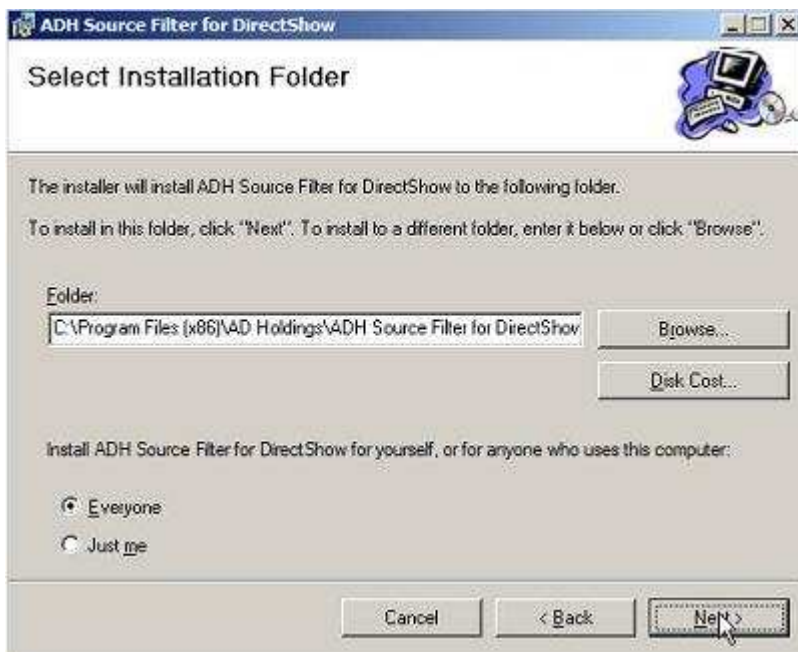 ADH Source Filter for DirectShow
Select Installation Folder
The installer will install ADH Source Filter for DirectShow to the following folder.
To install in this folder, click "Next". To install to a different folder, enter it below or click "Browse".
Folder:
C:\Program Files (x86)\AD Holdings\ADH Source Filter for DirectShov
Browse...
Disk Cost...
Install ADH Source Filter for DirectShow for yourself, or for anyone who uses this computer:
Everyone
Just me
Cancel
< Back
Next >